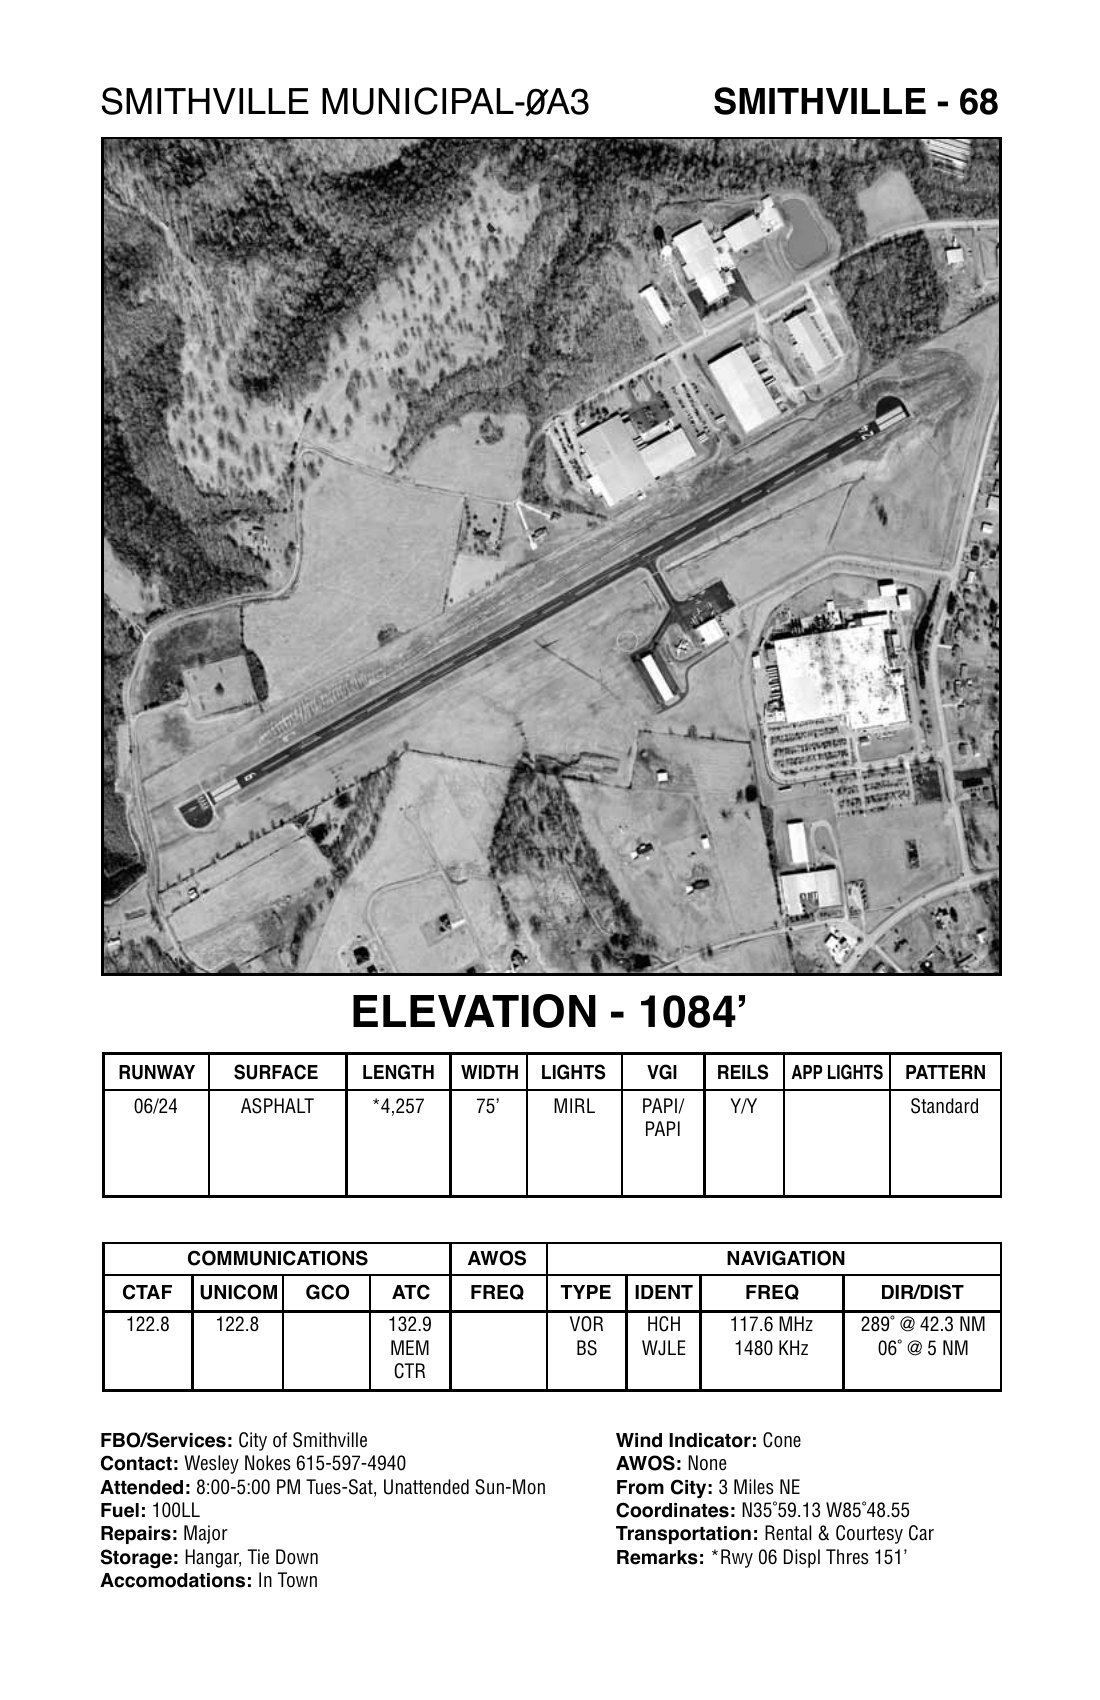 SMITHVILLE MUNICIPAL-ØA3 SMITHVILLE - 68
24
6
ELEVATION - 1084’
RUNWAY SURFACE LENGTH WIDTH LIGHTS VGI REILS APP LIGHTS PATTERN
06/24 ASPHALT *4,257 75’ MIRL PAPI/ Y/Y Standard
PAPI
COMMUNICATIONS AWOS NAVIGATION
CTAF UNICOM GCO ATC FREQ TYPE IDENT FREQ DIR/DIST
122.8 122.8 132.9 VOR HCH 117.6 MHz 289˚ @ 42.3 NM
MEM BS WJLE 1480 KHz 06˚ @ 5 NM
CTR
FBO/Services: City of Smithville
Contact: Wesley Nokes 615-597-4940
Attended: 8:00-5:00 PM Tues-Sat, Unattended Sun-Mon
Fuel: 100LL
Repairs: Major
Storage: Hangar, Tie Down
Accomodations: In Town
Wind Indicator: Cone
AWOS: None
From City: 3 Miles NE
Coordinates: N35˚59.13 W85˚48.55
Transportation: Rental & Courtesy Car
Remarks: *Rwy 06 Displ Thres 151’